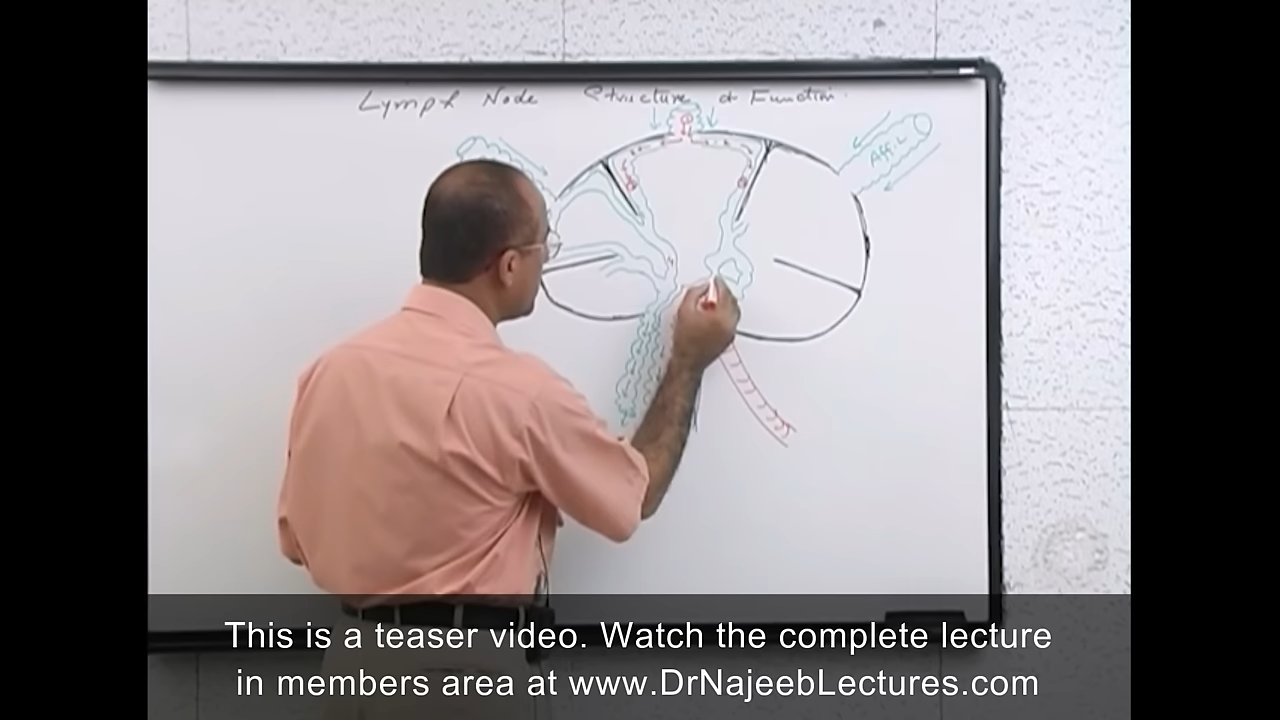 Lymph Node Structure & Function.
Aff. L
This is a teaser video. Watch the complete lecture
in members area at www.DrNajeebLectures.com